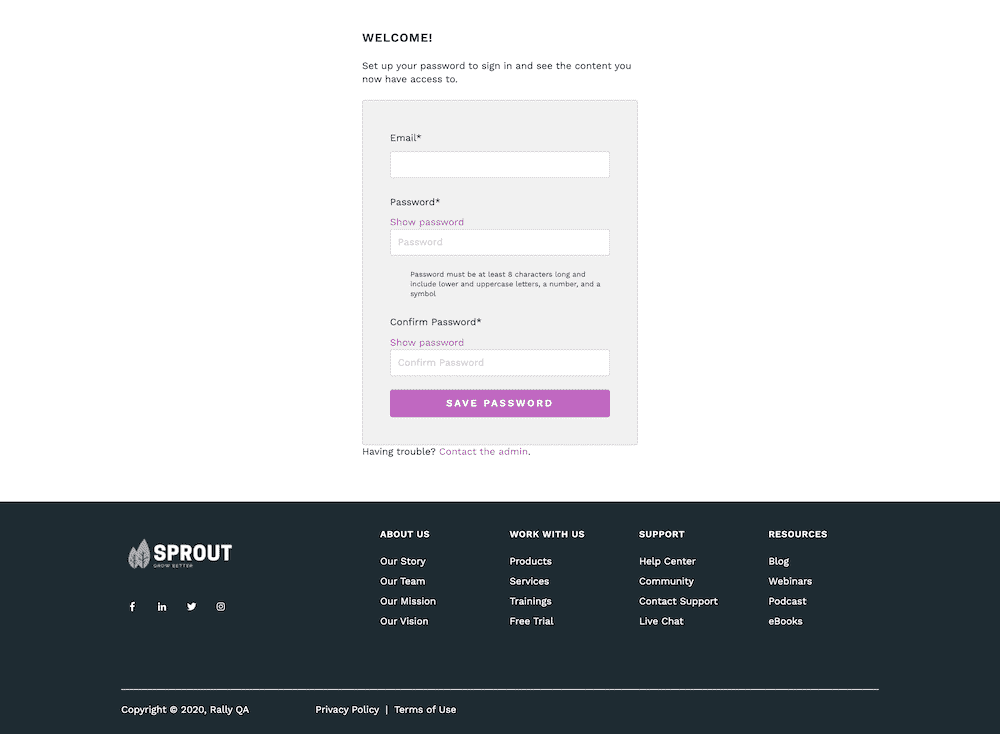 WELCOME!
Set up your password to sign in and see the content you
now have access to.
Email*
Password*
Show password
Password
Password must be at least 8 characters long and
include lower and uppercase letters, a number, and a
symbol
Confirm Password*
Show password
Confirm Password
SAVE PASSWORD
Having trouble? Contact the admin.
SPROUT
GROW BETTER
ABOUT US
Our Story
Our Team
Our Mission
Our Vision
WORK WITH US
Products
Services
Trainings
Free Trial
SUPPORT
Help Center
Community
Contact Support
Live Chat
RESOURCES
Blog
Webinars
Podcast
eBooks
Copyright © 2020, Rally QA
Privacy Policy | Terms of Use